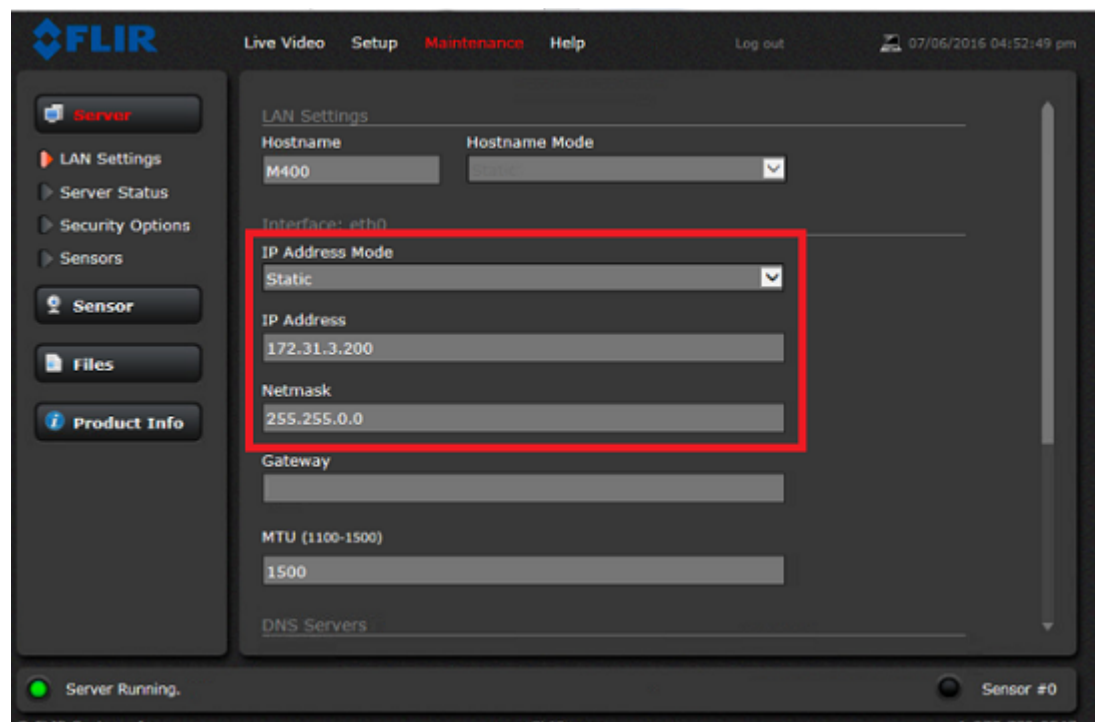 FLIR
Live Video Setup Maintenance Help Log out 07/06/2016 04:52:49 pm
Server
LAN Settings
Server Status
Security Options
Sensors
Sensor
Files
Product Info
LAN Settings
Hostname Hostname Mode
M400 Static
Interface: eth0
IP Address Mode
Static
IP Address
172.31.3.200
Netmask
255.255.0.0
Gateway
MTU (1100-1500)
1500
DNS Servers
Server Running. Sensor #0